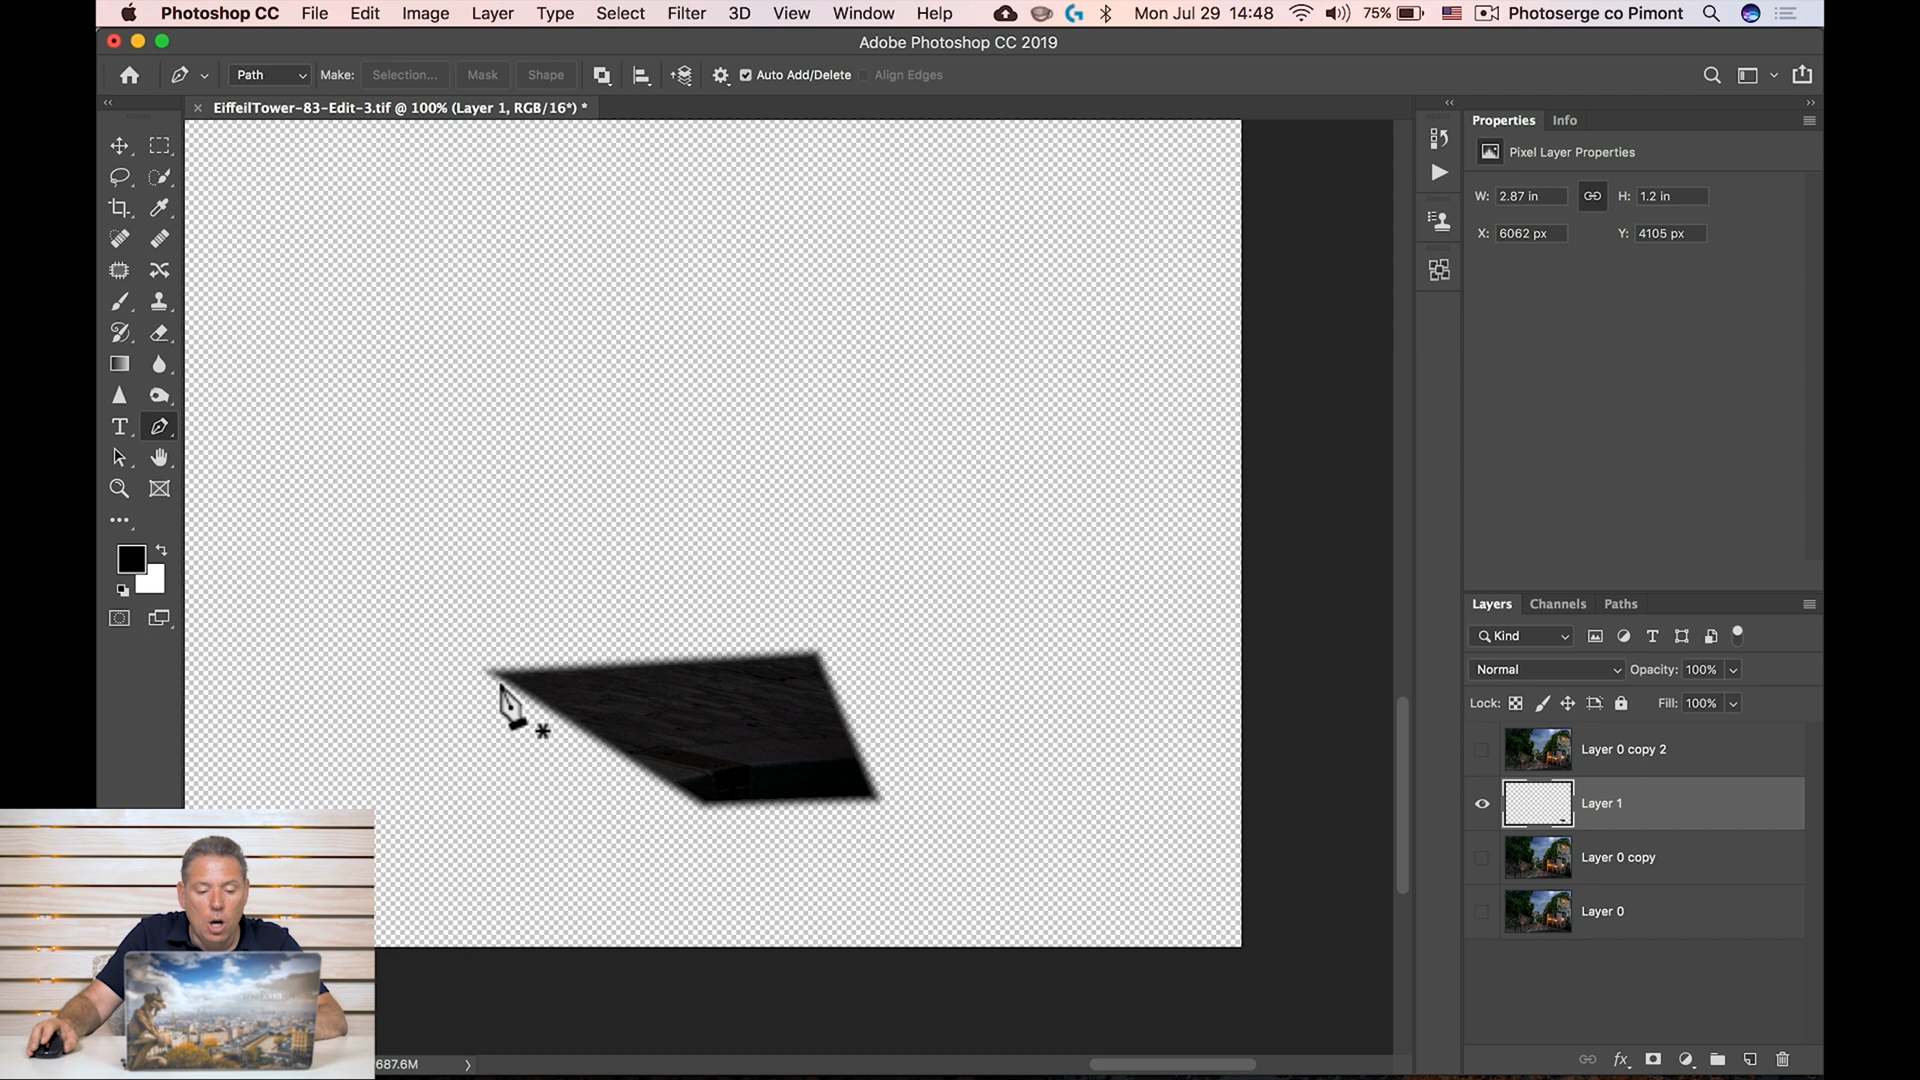 Photoshop CC File Edit Image Layer Type Select Filter 3D View Window Help Mon Jul 29 14:48 75% Photoserge co Pimont
Adobe Photoshop CC 2019
Path Make: Selection... Mask Shape Auto Add/Delete Align Edges
EiffeilTower-83-Edit-3.tif @ 100% (Layer 1, RGB/16*) *
Properties Info
Pixel Layer Properties
W: 2.87 in H: 1.2 in
X: 6062 px Y: 4105 px
Layers Channels Paths
Kind
Normal Opacity: 100%
Lock: Fill: 100%
Layer 0 copy 2
Layer 1
Layer 0 copy
Layer 0
687.6M